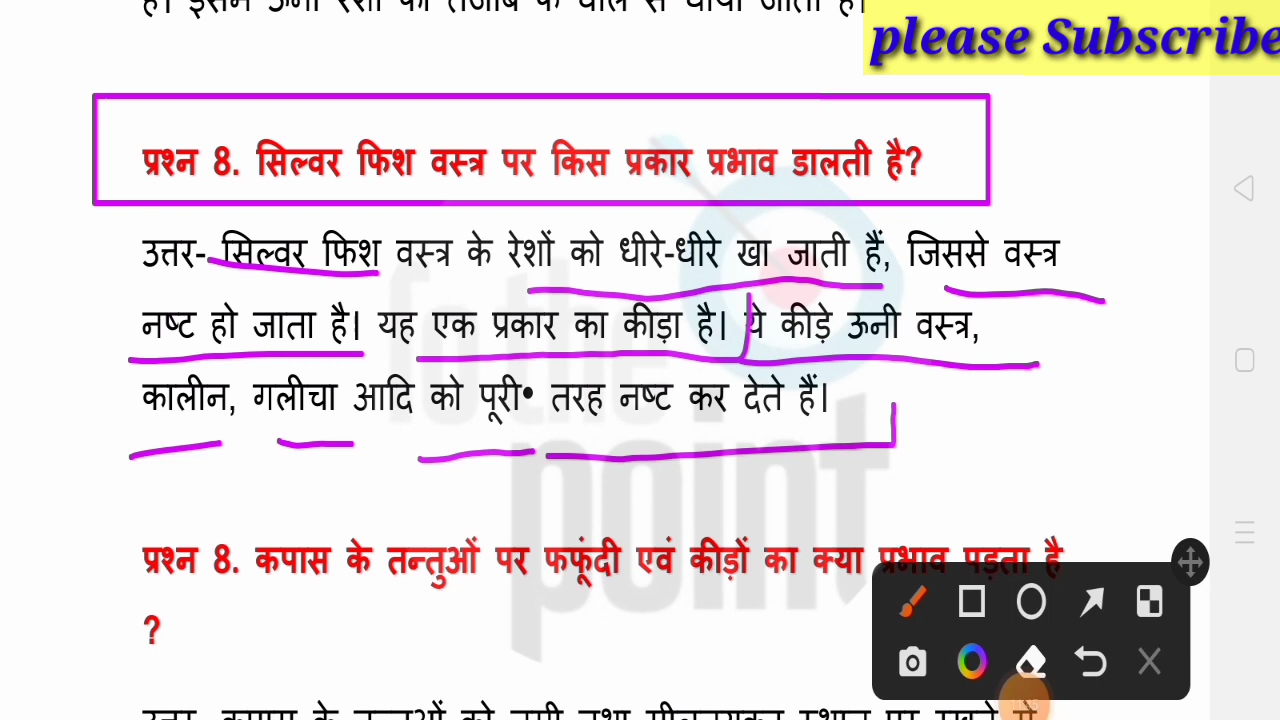 please Subscribe
प्रश्न 8. सिल्वर फिश वस्त्र पर किस प्रकार प्रभाव डालती है?
उत्तर- सिल्वर फिश वस्त्र के रेशों को धीरे-धीरे खा जाती हैं, जिससे वस्त्र
नष्ट हो जाता है। यह एक प्रकार का कीड़ा है। ये कीड़े ऊनी वस्त्र,
कालीन, गलीचा आदि को पूरी• तरह नष्ट कर देते हैं।
प्रश्न 8. कपास के तन्तुओं पर फफूंदी एवं कीड़ों का क्या प्रभाव पड़ता है
?
point